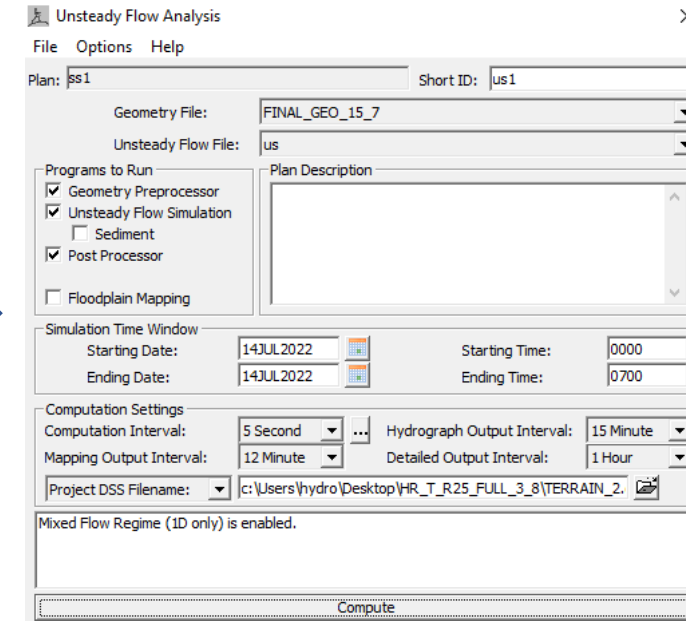 Unsteady Flow Analysis
File Options Help
Plan: ss1 Short ID: us1
Geometry File: FINAL_GEO_15_7
Unsteady Flow File: us
Programs to Run
Geometry Preprocessor
Unsteady Flow Simulation
Sediment
Post Processor
Floodplain Mapping
Plan Description
Simulation Time Window
Starting Date: 14JUL2022 Starting Time: 0000
Ending Date: 14JUL2022 Ending Time: 0700
Computation Settings
Computation Interval: 5 Second ... Hydrograph Output Interval: 15 Minute
Mapping Output Interval: 12 Minute Detailed Output Interval: 1 Hour
Project DSS Filename: c:\Users\hydro\Desktop\HR_T_R25_FULL_3_8\TERRAIN_2.
Mixed Flow Regime (1D only) is enabled.
Compute